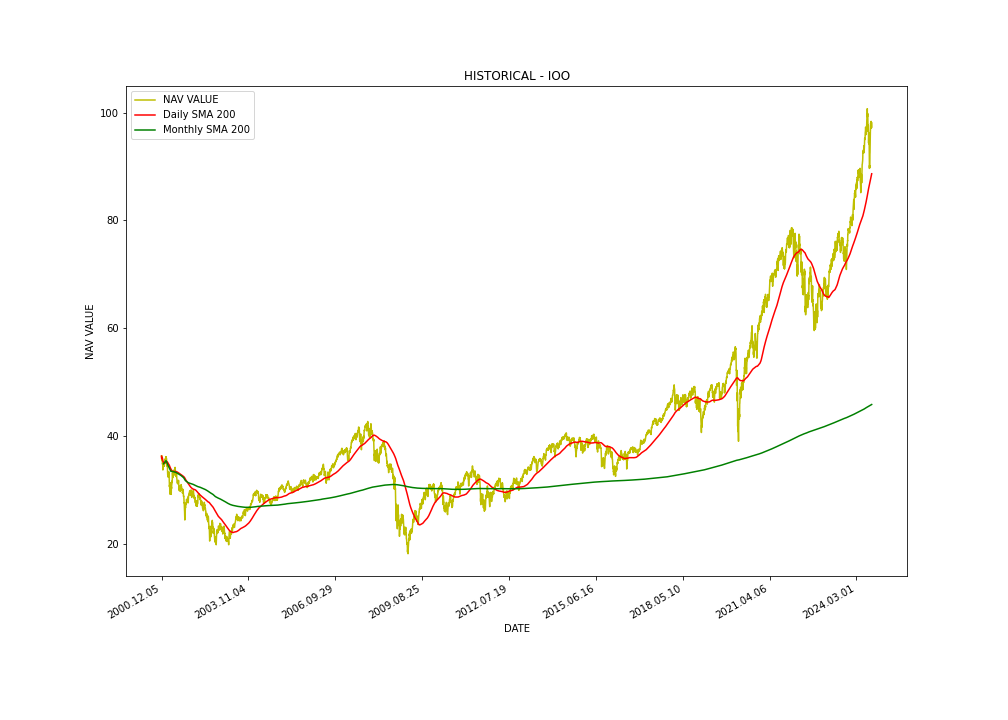 HISTORICAL - IOO
NAV VALUE
Daily SMA 200
Monthly SMA 200
100
80
60
40
20
NAV VALUE
2000.12.05
2003.11.04
2006.09.29
2009.08.25
2012.07.19
2015.06.16
2018.05.10
2021.04.06
2024.03.01
DATE